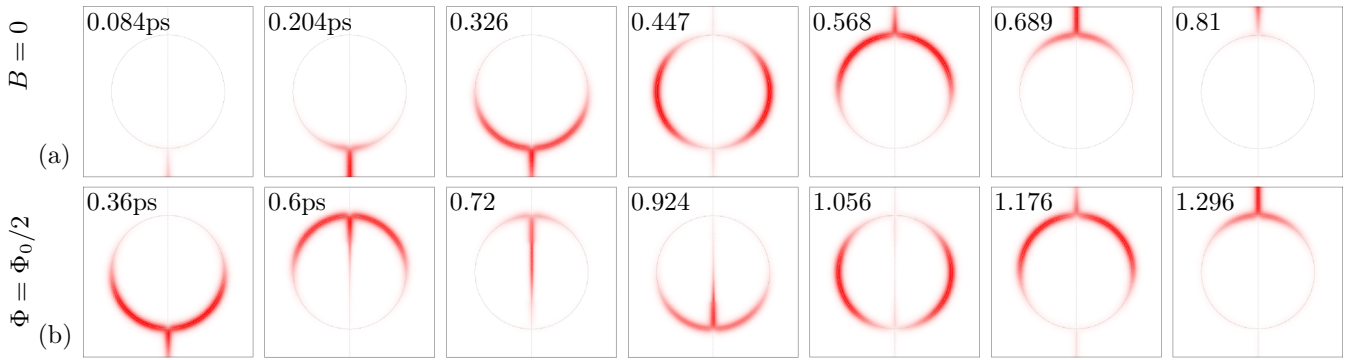 B = 0
0.084ps 0.204ps 0.326 0.447 0.568 0.689 0.81
(a)
Φ = Φ₀/2
0.36ps 0.6ps 0.72 0.924 1.056 1.176 1.296
(b)